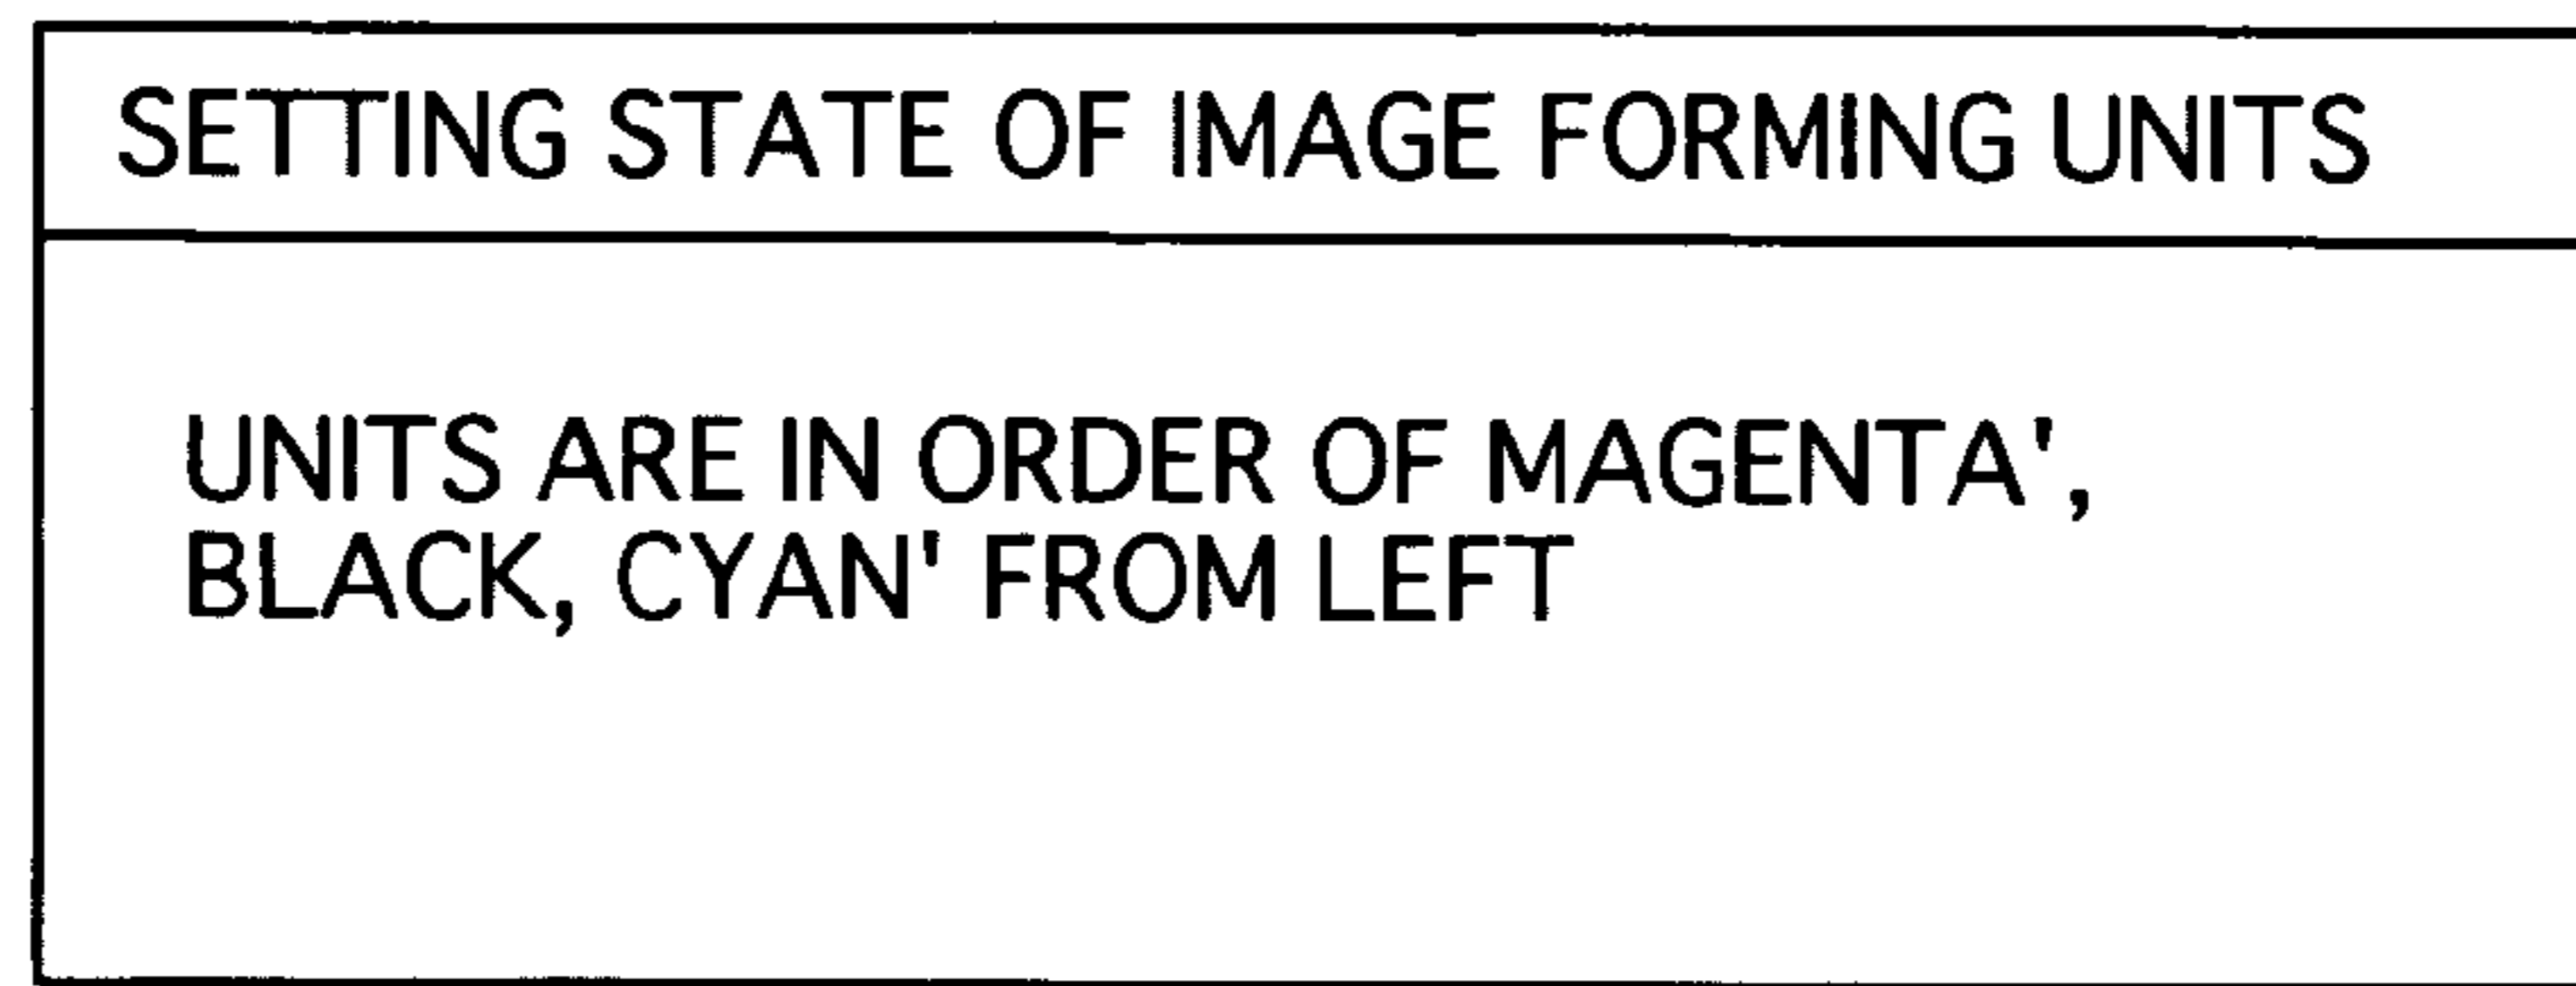 SETTING STATE OF IMAGE FORMING UNITS
UNITS ARE IN ORDER OF MAGENTA',
BLACK, CYAN' FROM LEFT